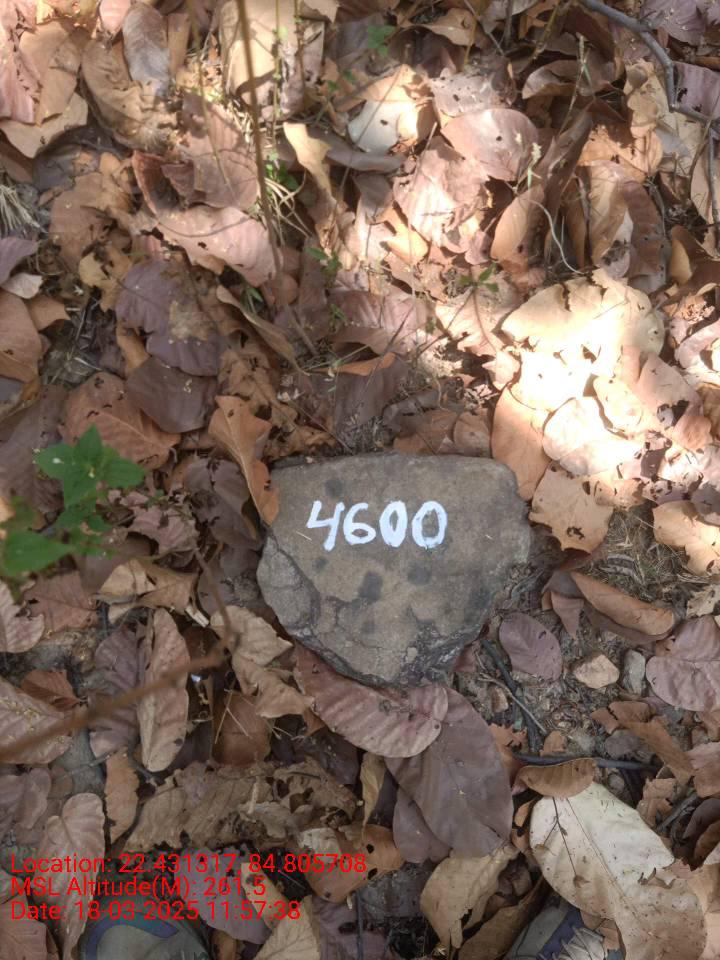 4600
Location: 22.431317, 84.805708
MSL Altitude(M): 261.5
Date: 18-03-2025 11:57:38